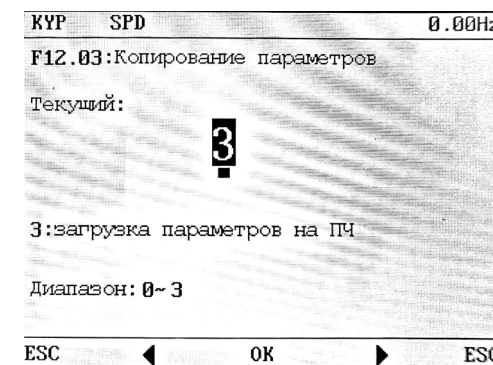 KYP SPD 0.00Hz
F12.03:Копирование параметров
Текущий:
3
3:загрузка параметров на ПЧ
Диапазон:0~3
ESC ◀ OK ▶ ESC